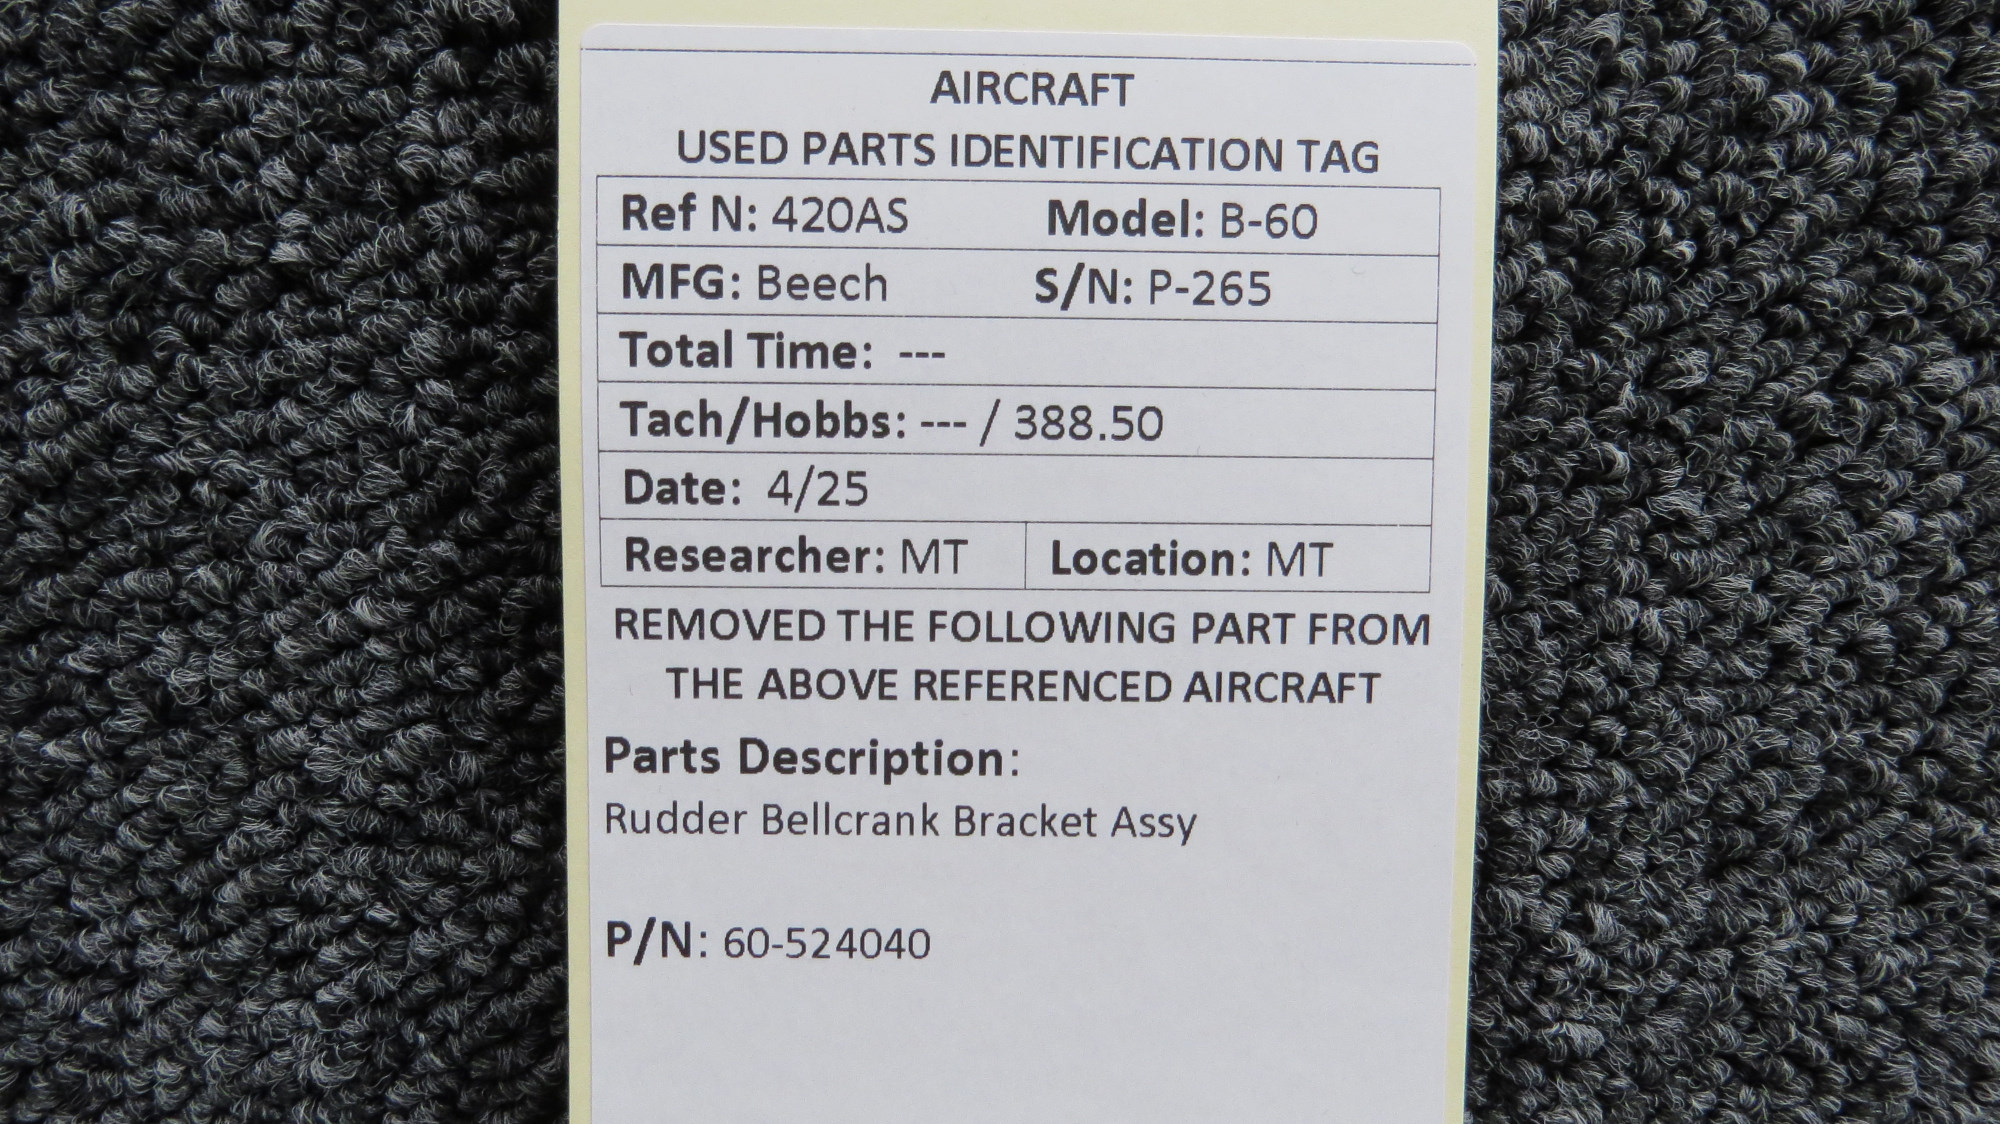 AIRCRAFT
USED PARTS IDENTIFICATION TAG
Ref N: 420AS Model: B-60
MFG: Beech S/N: P-265
Total Time: ---
Tach/Hobbs: --- / 388.50
Date: 4/25
Researcher: MT Location: MT
REMOVED THE FOLLOWING PART FROM
THE ABOVE REFERENCED AIRCRAFT
Parts Description:
Rudder Bellcrank Bracket Assy
P/N: 60-524040